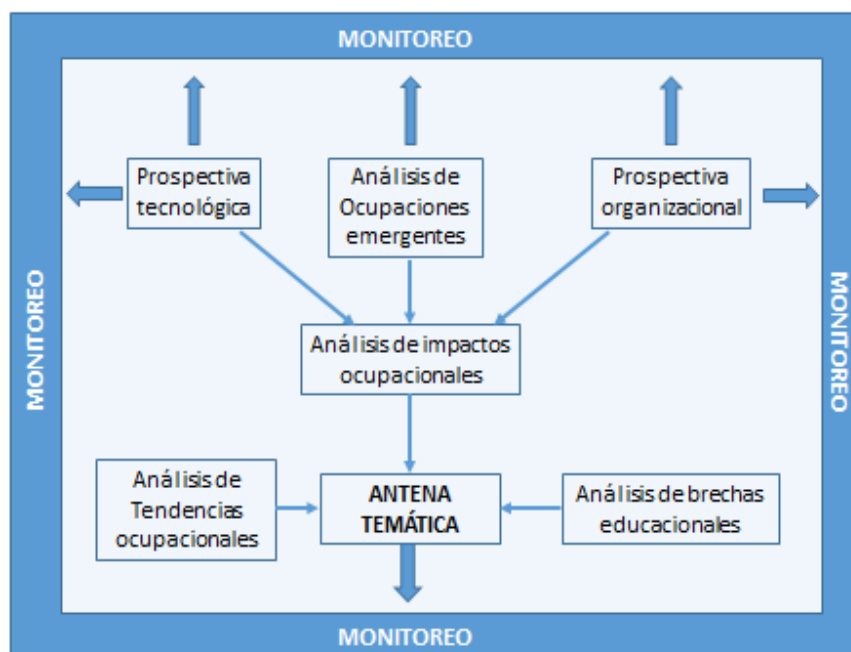 MONITOREO
Prospectiva
tecnológica
Análisis de
Ocupaciones
emergentes
Prospectiva
organizacional
MONITOREO
MONITOREO
Análisis de impactos
ocupacionales
Análisis de
Tendencias
ocupacionales
ANTENA
TEMÁTICA
Análisis de brechas
educacionales
MONITOREO